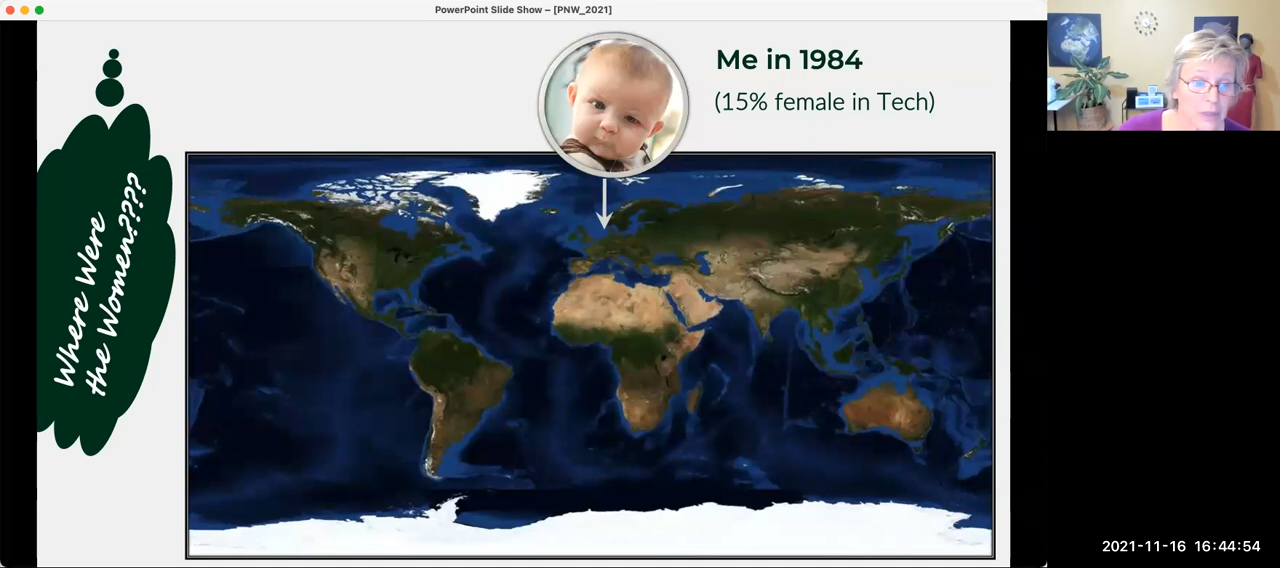 PowerPoint Slide Show – [PNW_2021]
Me in 1984
(15% female in Tech)
Where Were
the Women????
2021-11-16 16:44:54